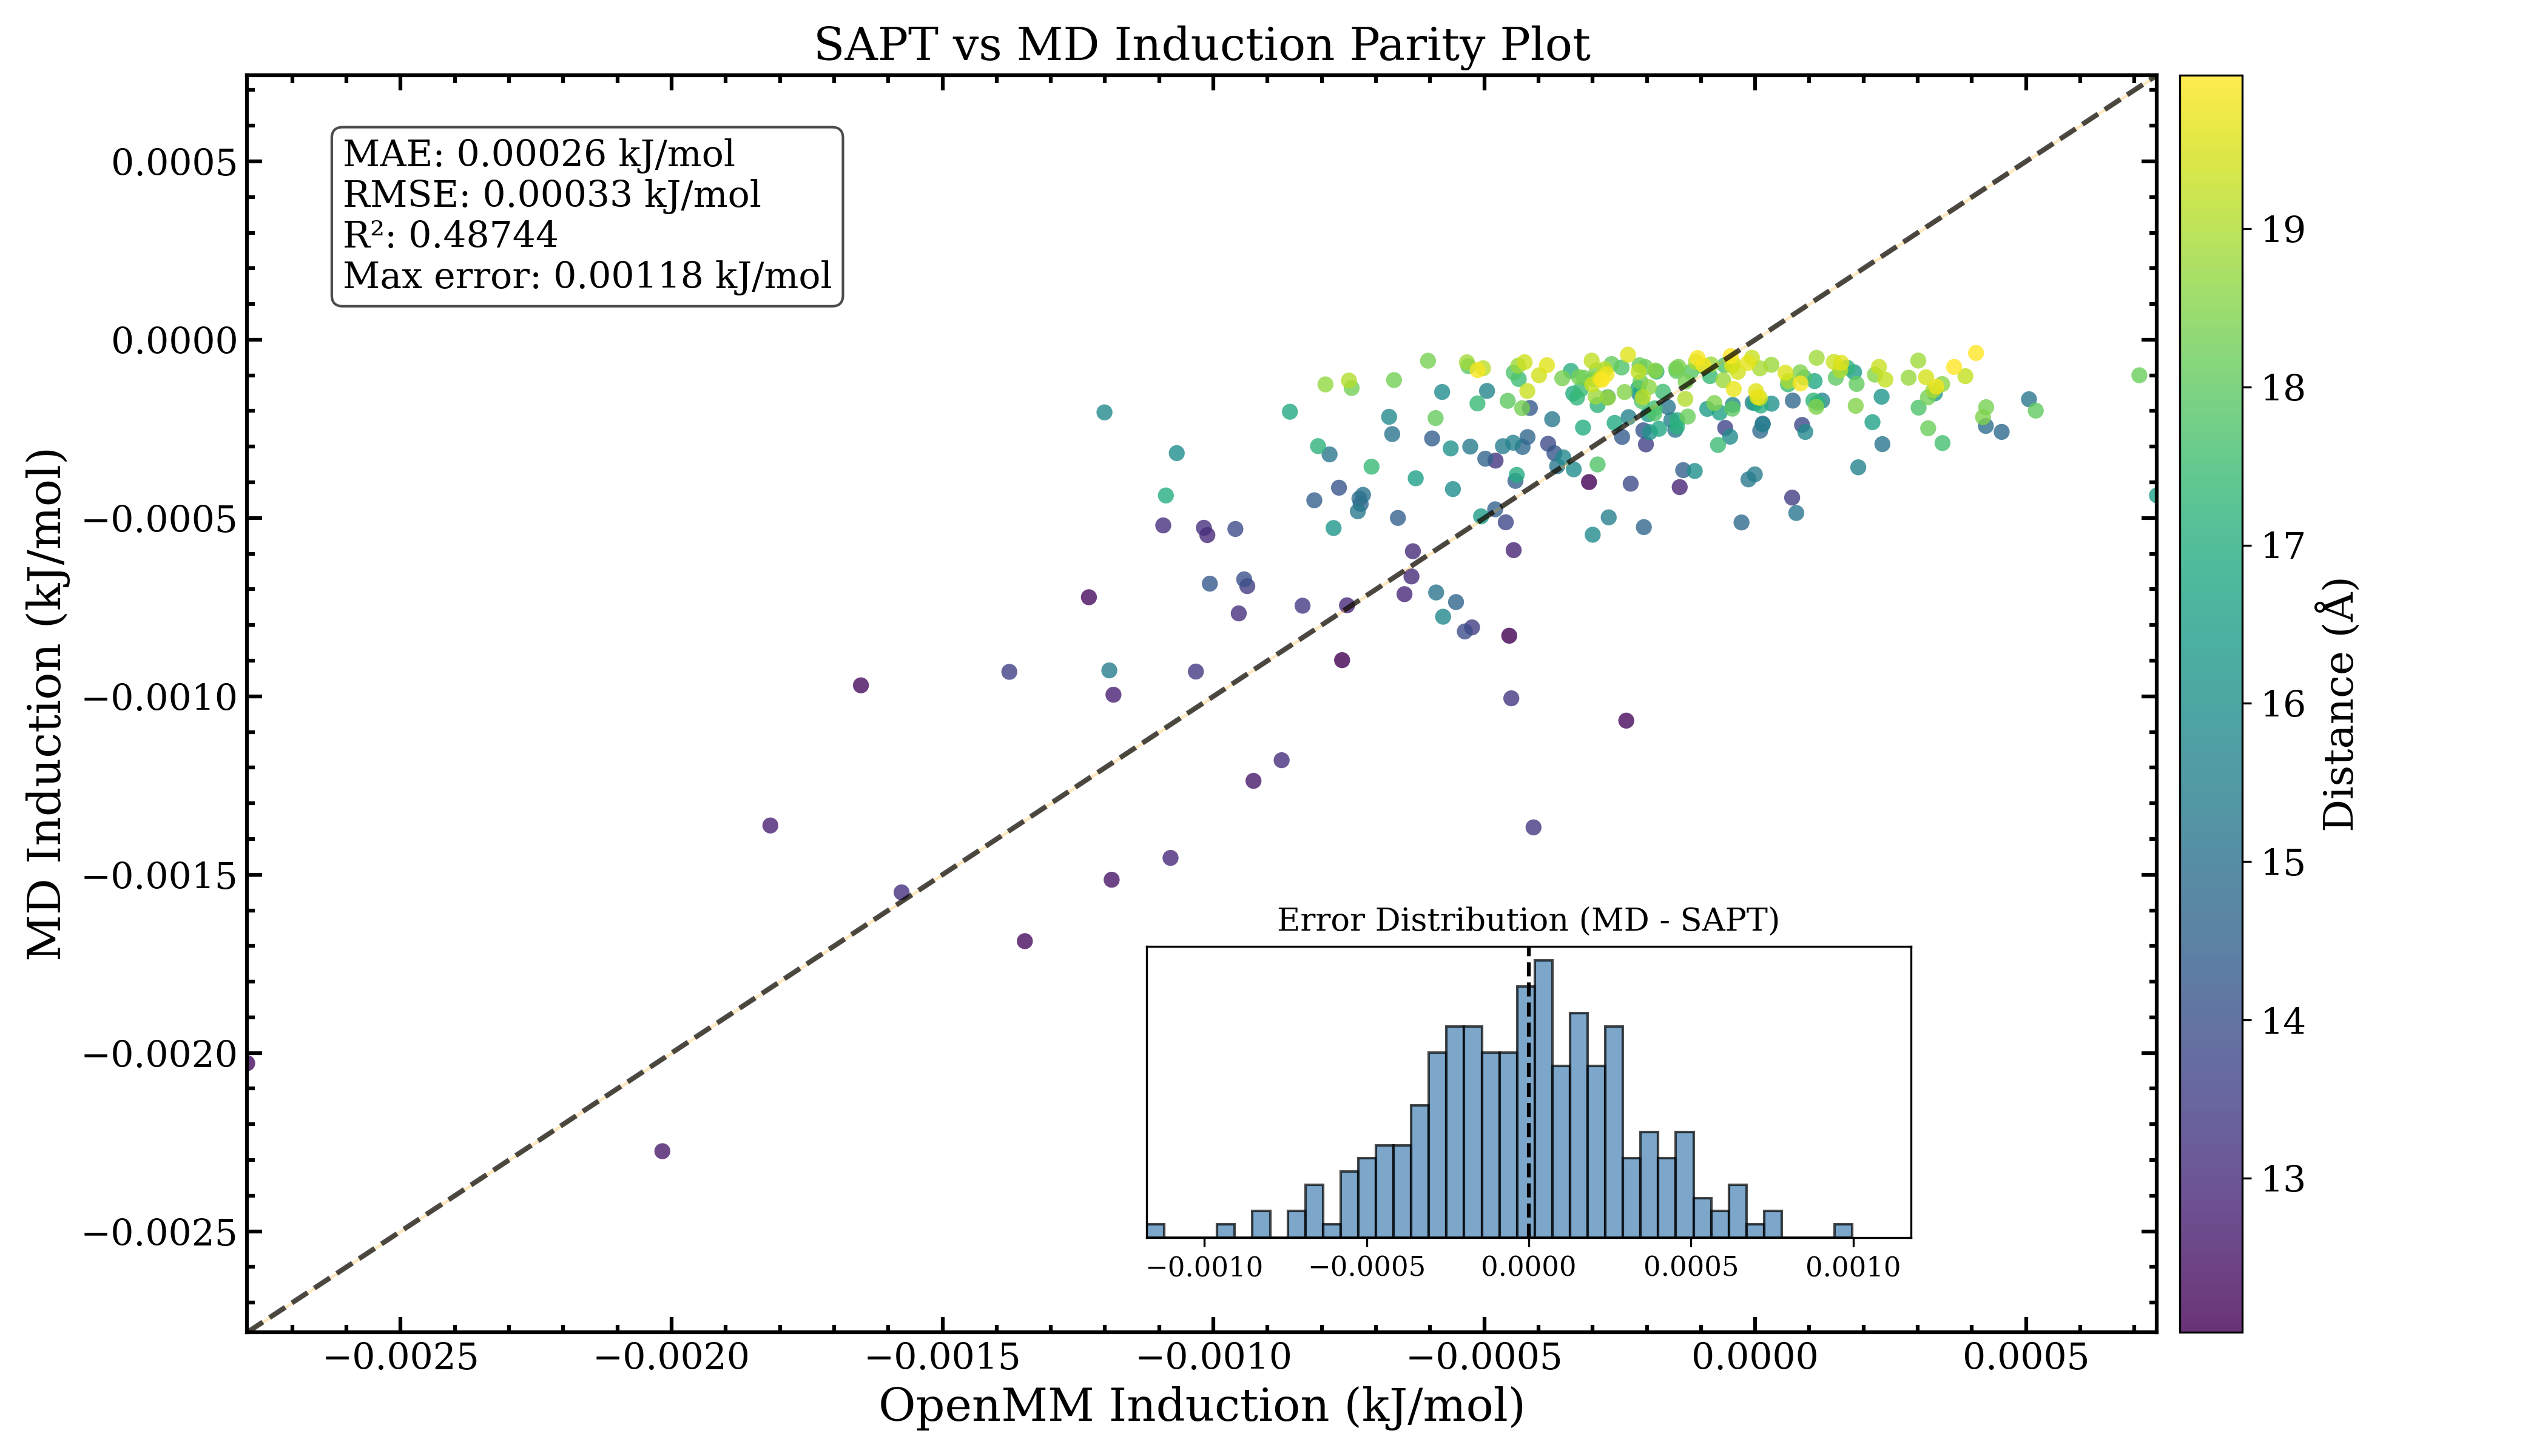 SAPT vs MD Induction Parity Plot
MAE: 0.00026 kJ/mol
RMSE: 0.00033 kJ/mol
R²: 0.48744
Max error: 0.00118 kJ/mol
MD Induction (kJ/mol)
0.0005
0.0000
−0.0005
−0.0010
−0.0015
−0.0020
−0.0025
Error Distribution (MD - SAPT)
−0.0010 −0.0005 0.0000 0.0005 0.0010
−0.0025 −0.0020 −0.0015 −0.0010 −0.0005 0.0000 0.0005
OpenMM Induction (kJ/mol)
19
18
17
16
15
14
13
Distance (Å)